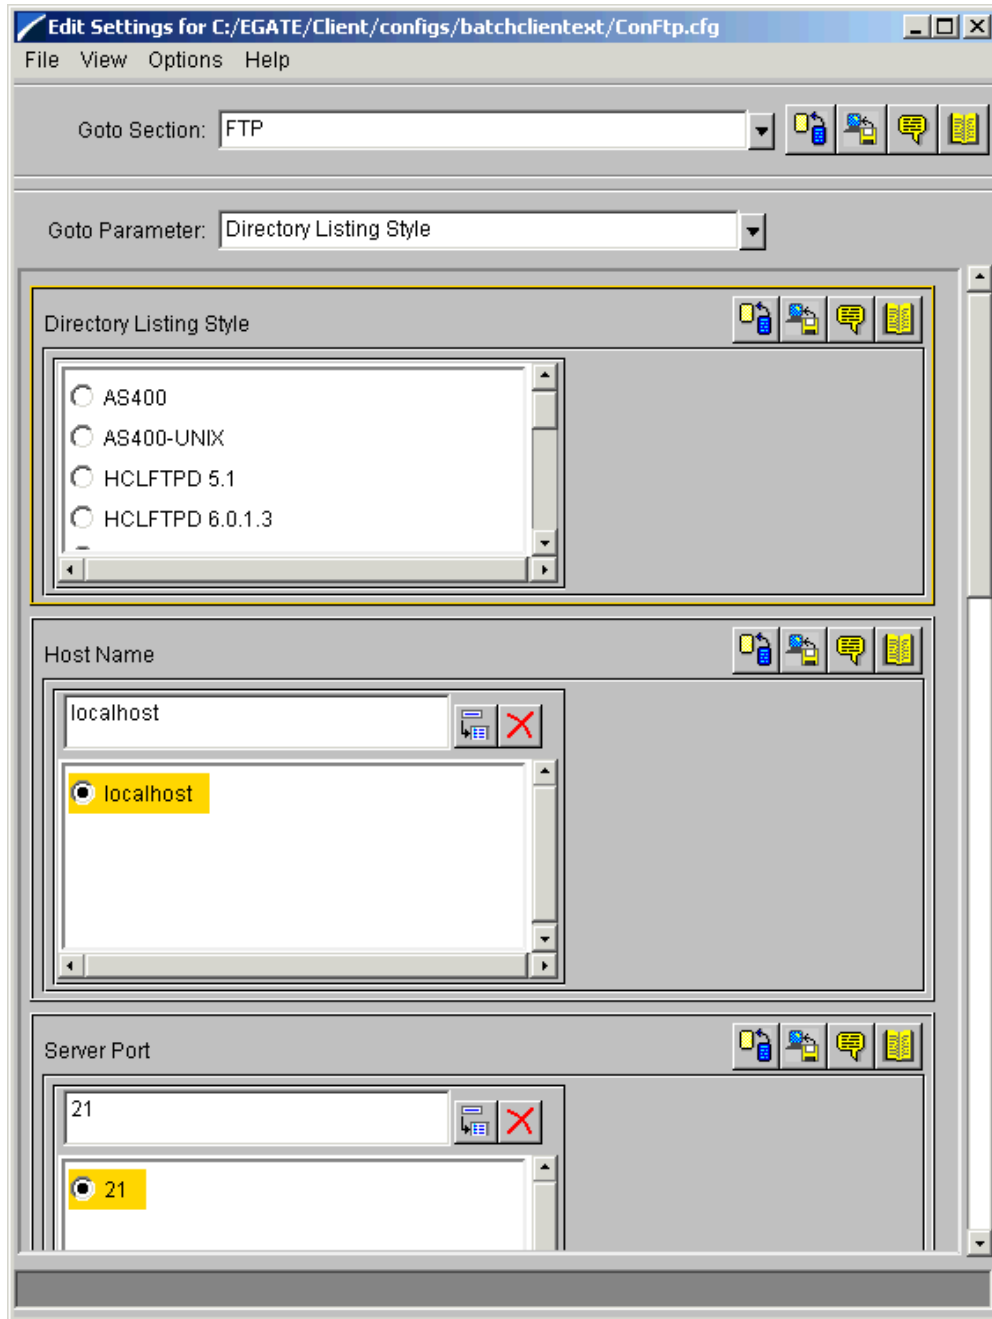 Edit Settings for C:/EGATE/Client/configs/batchclientext/ConFtp.cfg
File View Options Help
Goto Section: FTP
Goto Parameter: Directory Listing Style
Directory Listing Style
AS400
AS400-UNIX
HCLFTPD 5.1
HCLFTPD 6.0.1.3
Host Name
localhost
localhost
Server Port
21
21